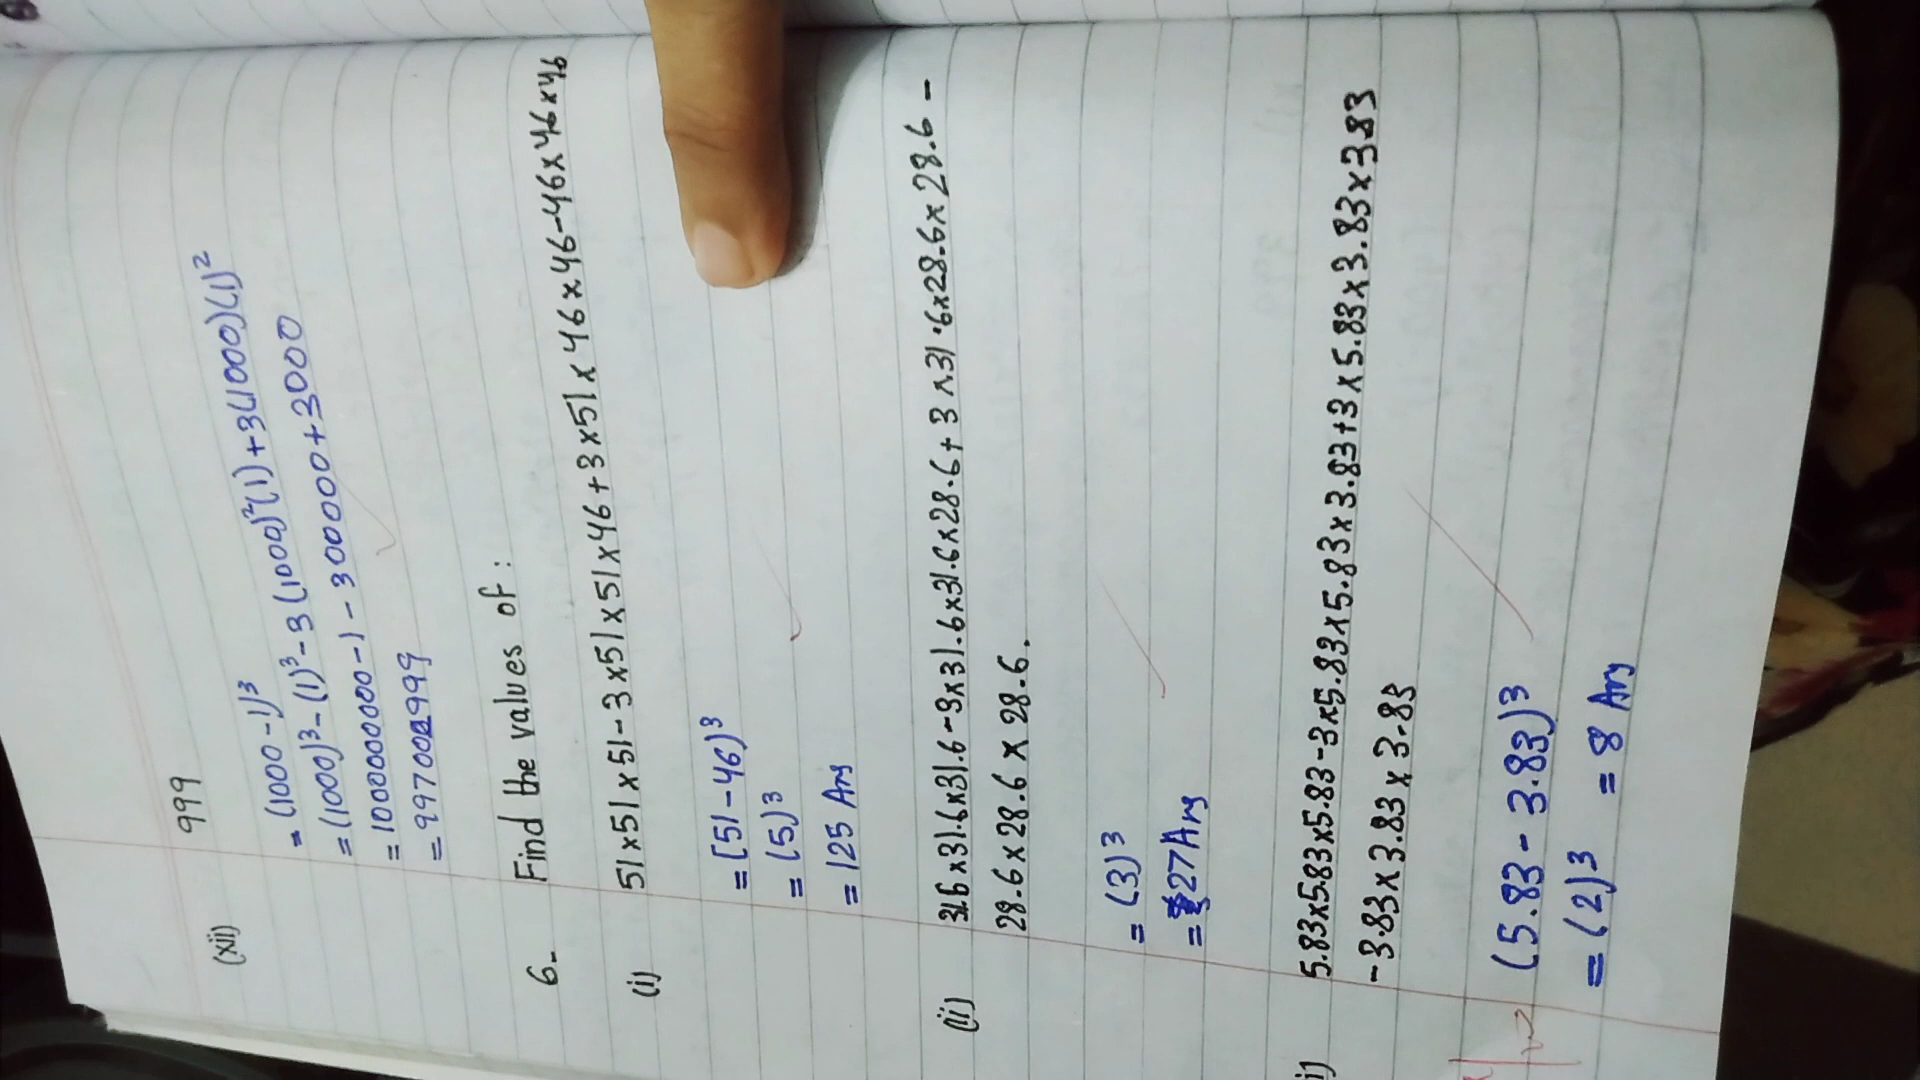 (xii) 999
= (1000 - 1)³
= (1000)³ - (1)³ - 3 (1000)² (1) + 3(1000) (1)²
= 1000000000 - 1 - 3000000 + 3000
= 997002999
6. Find the values of :
(i) 51 x 51 x 51 - 3 x 51 x 51 x 46 + 3 x 51 x 46 x 46 - 46 x 46 x 46
= [51 - 46)³
= (5)³
= 125 Ans
(ii) 31.6 x 31.6 x 31.6 - 3 x 31.6 x 31.6 x 28.6 + 3 x 31.6 x 28.6 x 28.6 -
28.6 x 28.6 x 28.6.
= (3)³
= 27 Ans
i) 5.83 x 5.83 x 5.83 - 3 x 5.83 x 5.83 x 3.83 + 3 x 5.83 x 3.83 x 3.83
- 3.83 x 3.83 x 3.83
(5.83 - 3.83)³
= (2)³ = 8 Ans